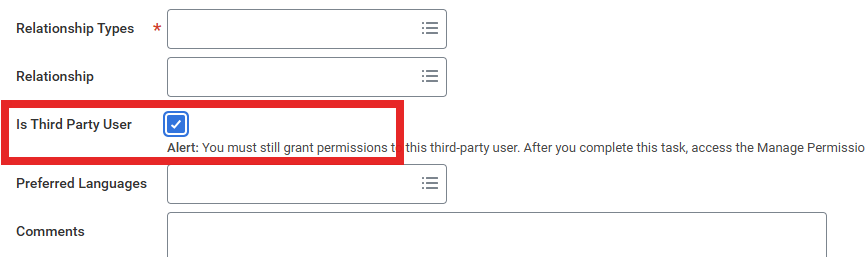 Relationship Types *
Relationship
Is Third Party User
Alert: You must still grant permissions to this third-party user. After you complete this task, access the Manage Permissio
Preferred Languages
Comments